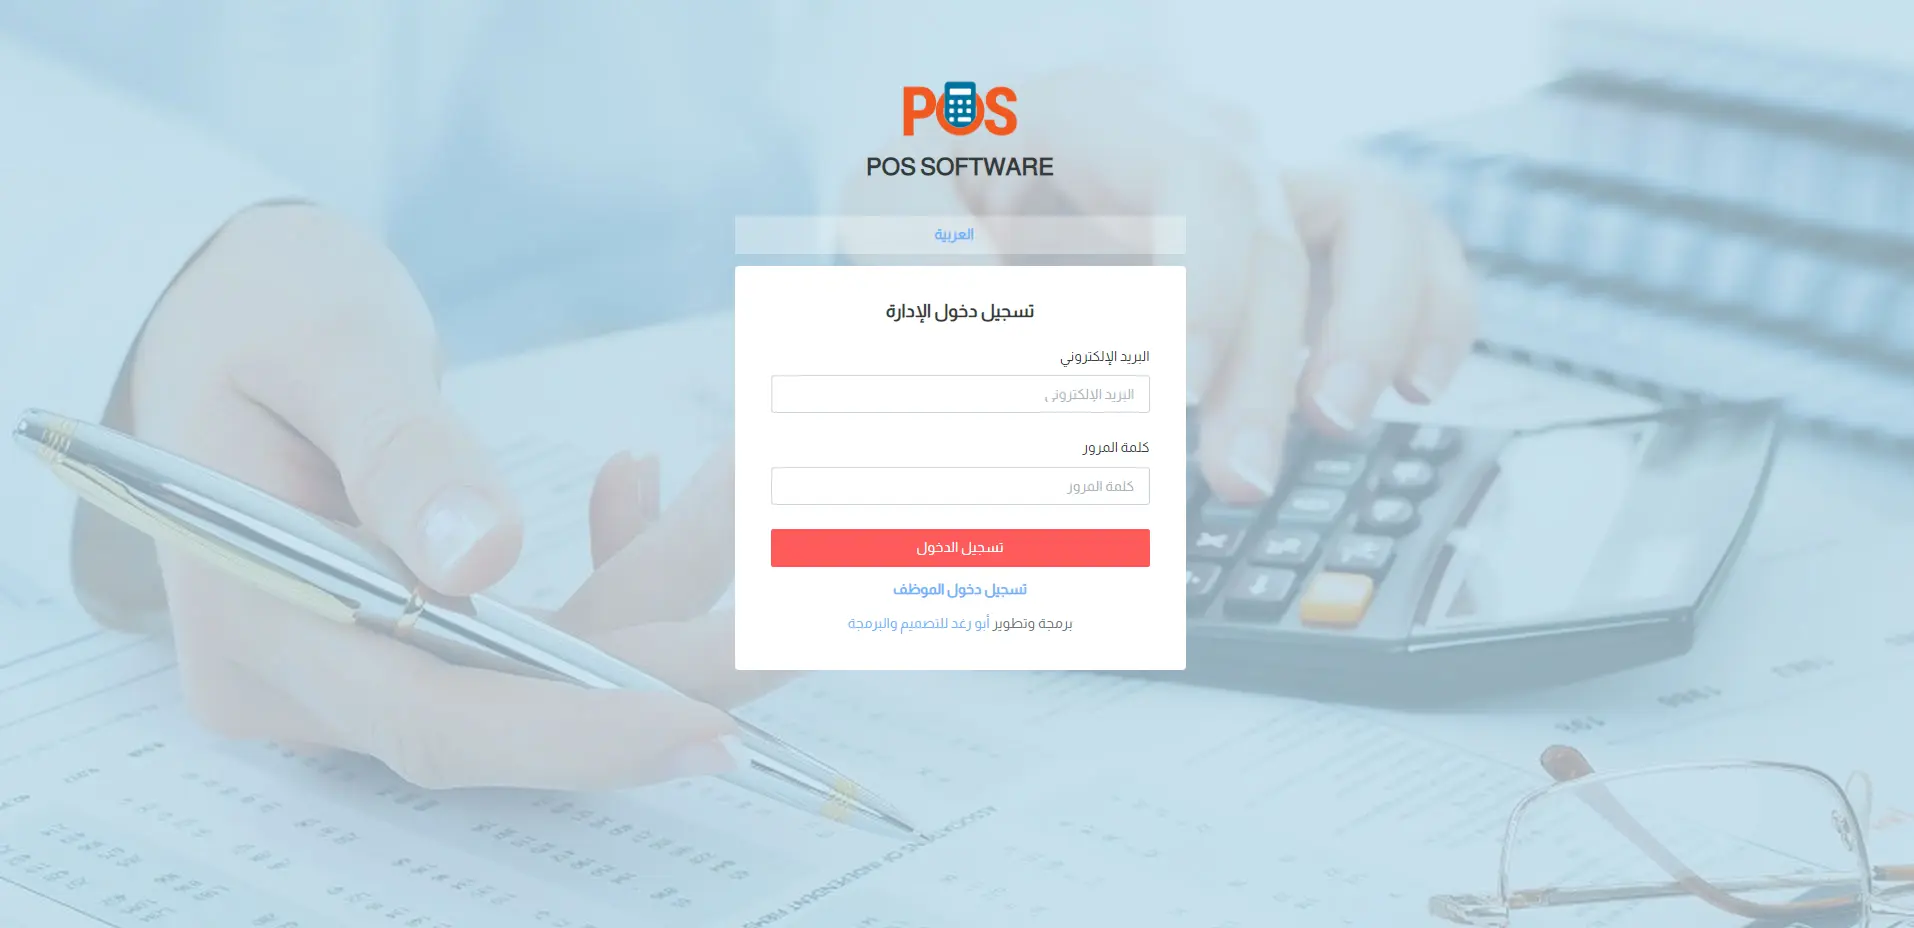 POS
POS SOFTWARE
العربية
تسجيل دخول الإدارة
البريد الإلكتروني
البريد الإلكتروني
كلمة المرور
كلمة المرور
تسجيل الدخول
تسجيل دخول الموظف
برمجة وتطوير أبو رغد للتصميم والبرمجة